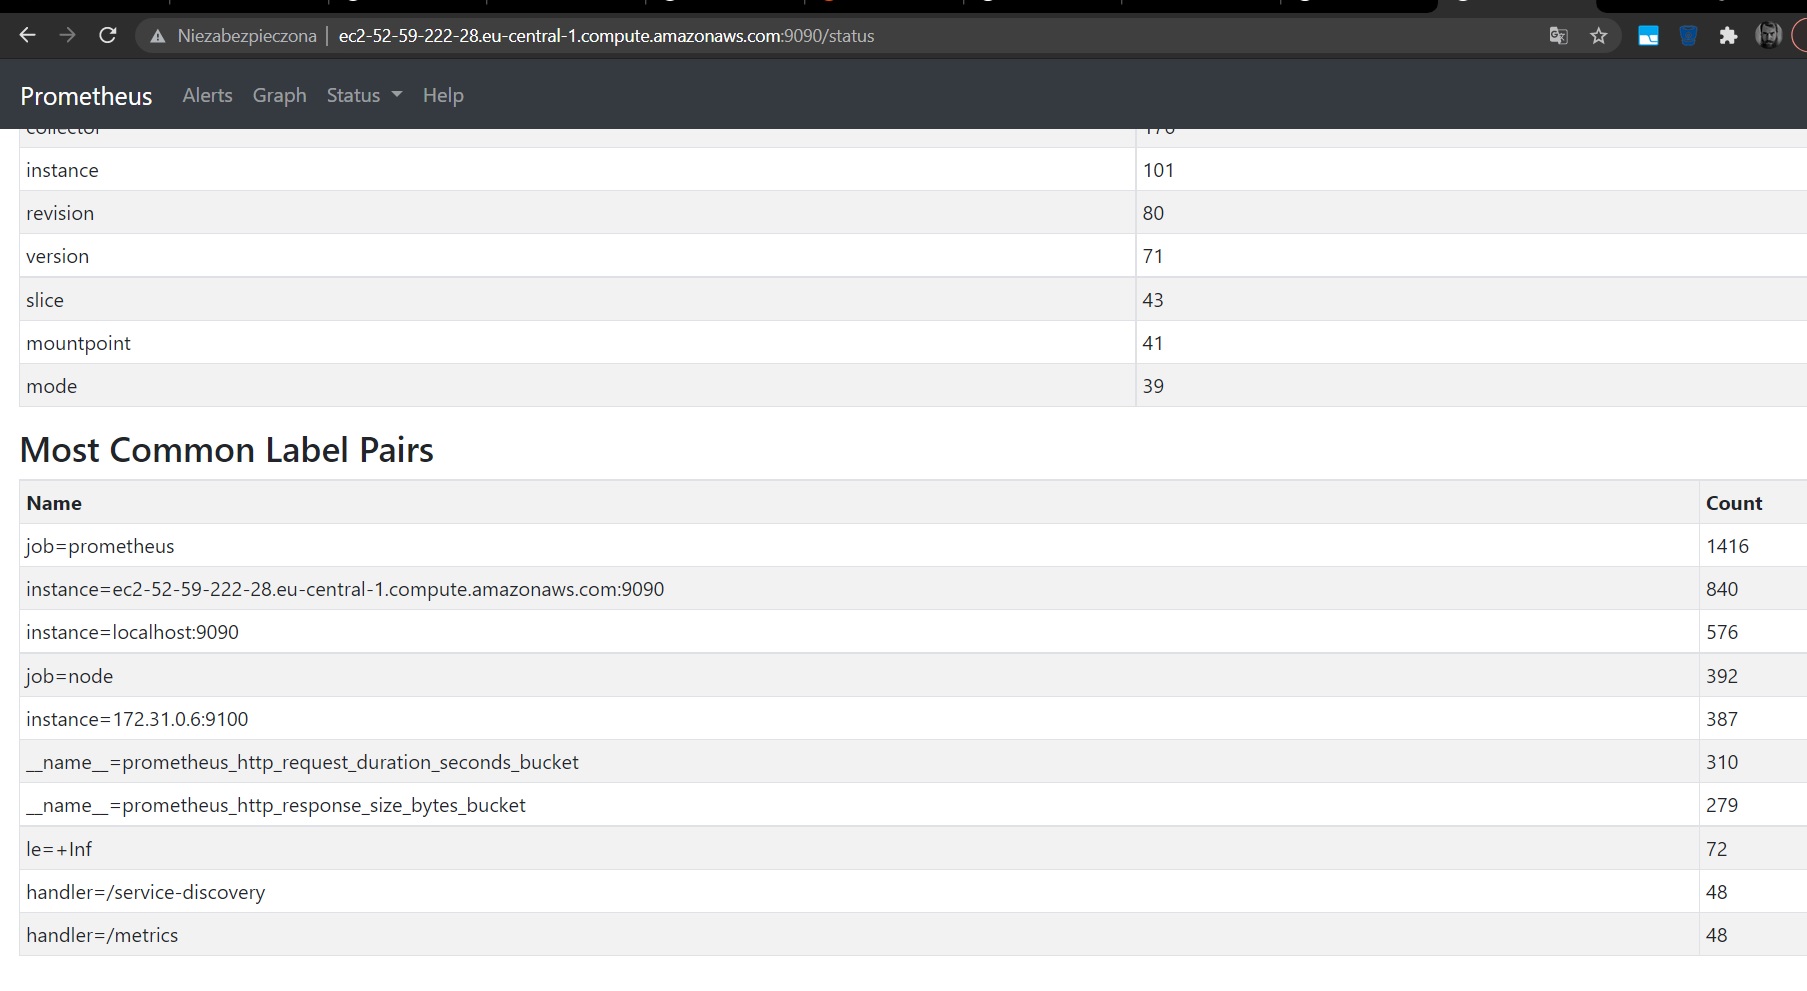 Niezabezpieczona | ec2-52-59-222-28.eu-central-1.compute.amazonaws.com:9090/status
Prometheus Alerts Graph Status Help
collector 176
instance 101
revision 80
version 71
slice 43
mountpoint 41
mode 39
Most Common Label Pairs
Name Count
job=prometheus 1416
instance=ec2-52-59-222-28.eu-central-1.compute.amazonaws.com:9090 840
instance=localhost:9090 576
job=node 392
instance=172.31.0.6:9100 387
__name__=prometheus_http_request_duration_seconds_bucket 310
__name__=prometheus_http_response_size_bytes_bucket 279
le=+Inf 72
handler=/service-discovery 48
handler=/metrics 48